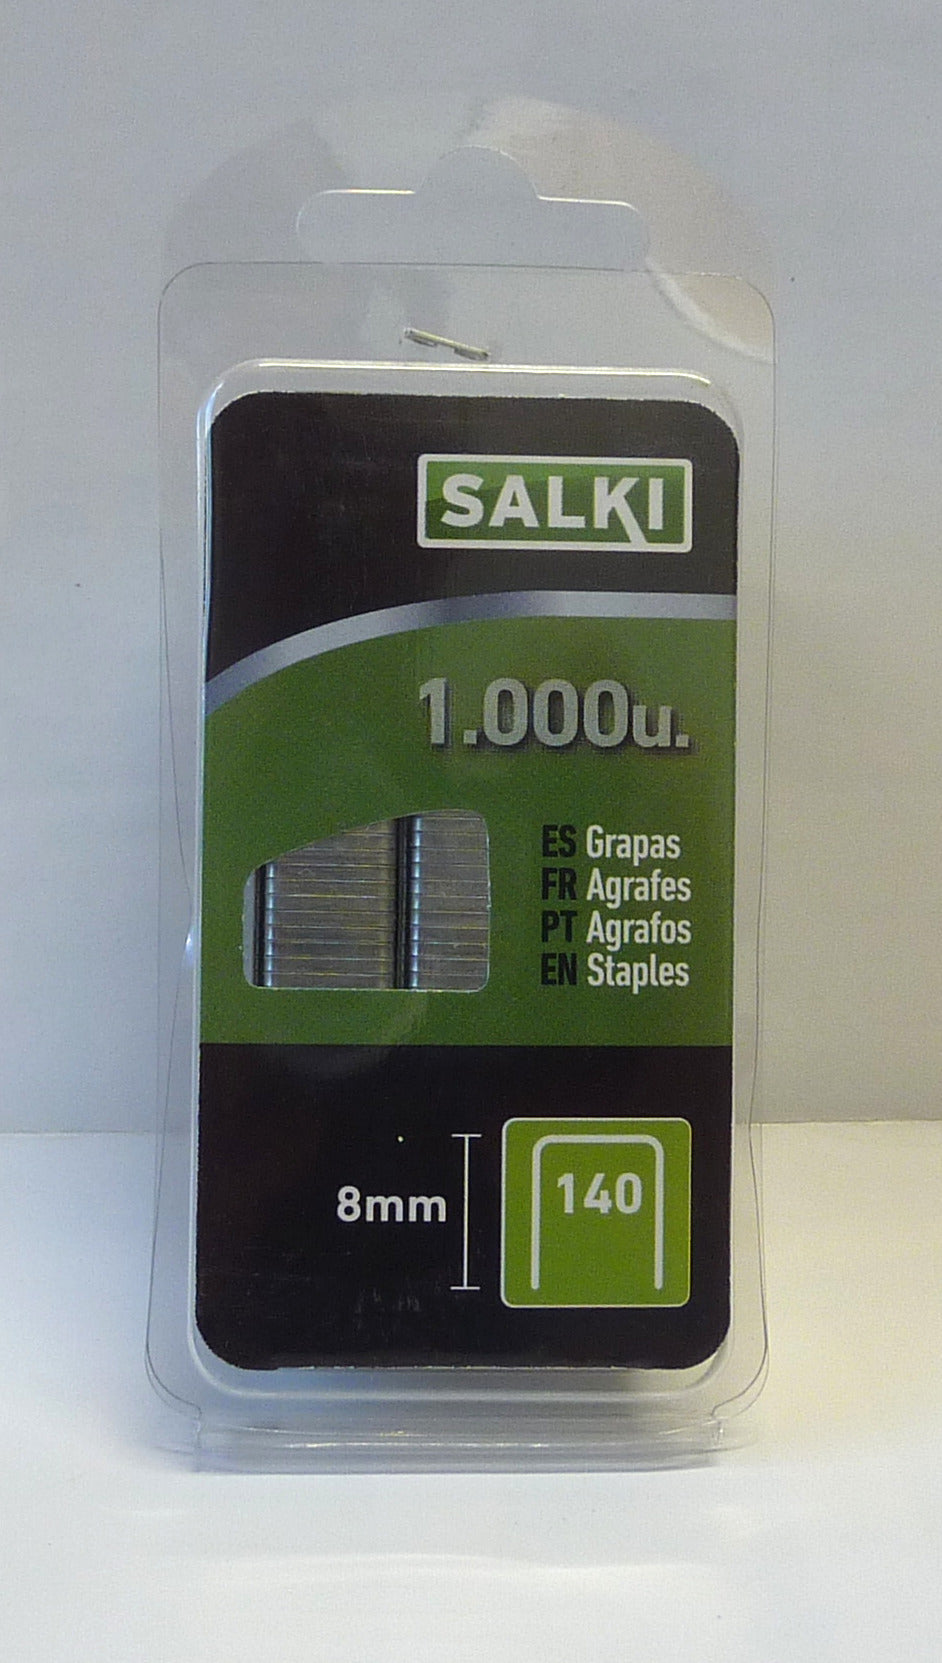 SALKI
1.000u.
ES Grapas
FR Agrafes
PT Agrafos
EN Staples
8mm
140